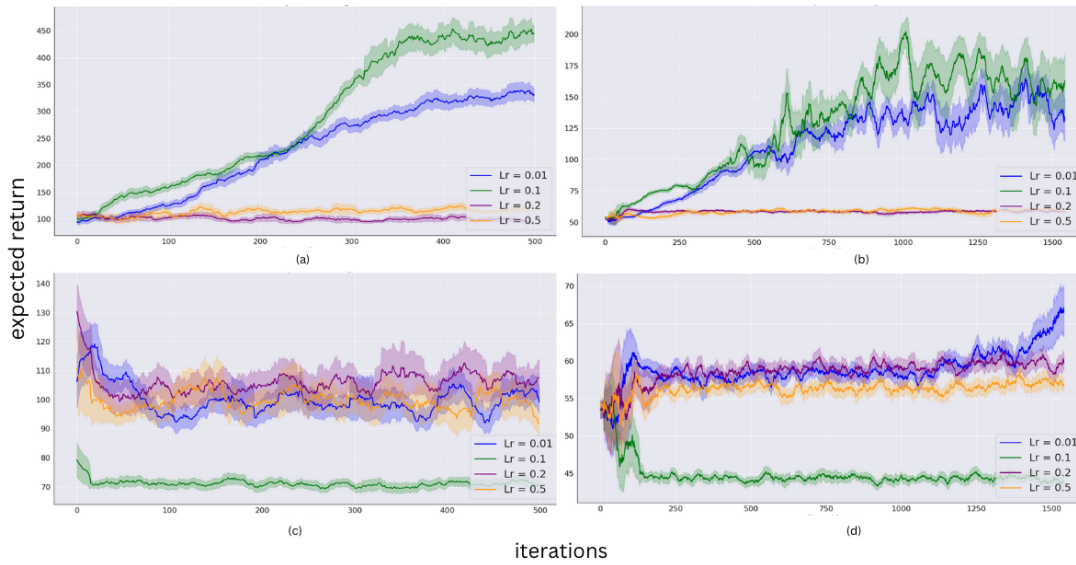 expected return
450
400
350
300
250
200
150
100
0
100
200
300
400
500
Lr = 0.01
Lr = 0.1
Lr = 0.2
Lr = 0.5
(a)
200
175
150
125
100
75
50
0
250
500
750
1000
1250
1500
Lr = 0.01
Lr = 0.1
Lr = 0.2
Lr = 0.5
(b)
140
130
120
110
100
90
80
70
0
100
200
300
400
500
Lr = 0.01
Lr = 0.1
Lr = 0.2
Lr = 0.5
(c)
70
65
60
55
50
45
0
250
500
750
1000
1250
1500
Lr = 0.01
Lr = 0.1
Lr = 0.2
Lr = 0.5
(d)
iterations